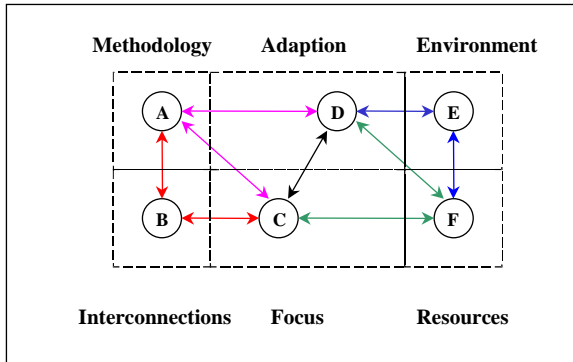 Methodology Adaption Environment
A D E
B C F
Interconnections Focus Resources